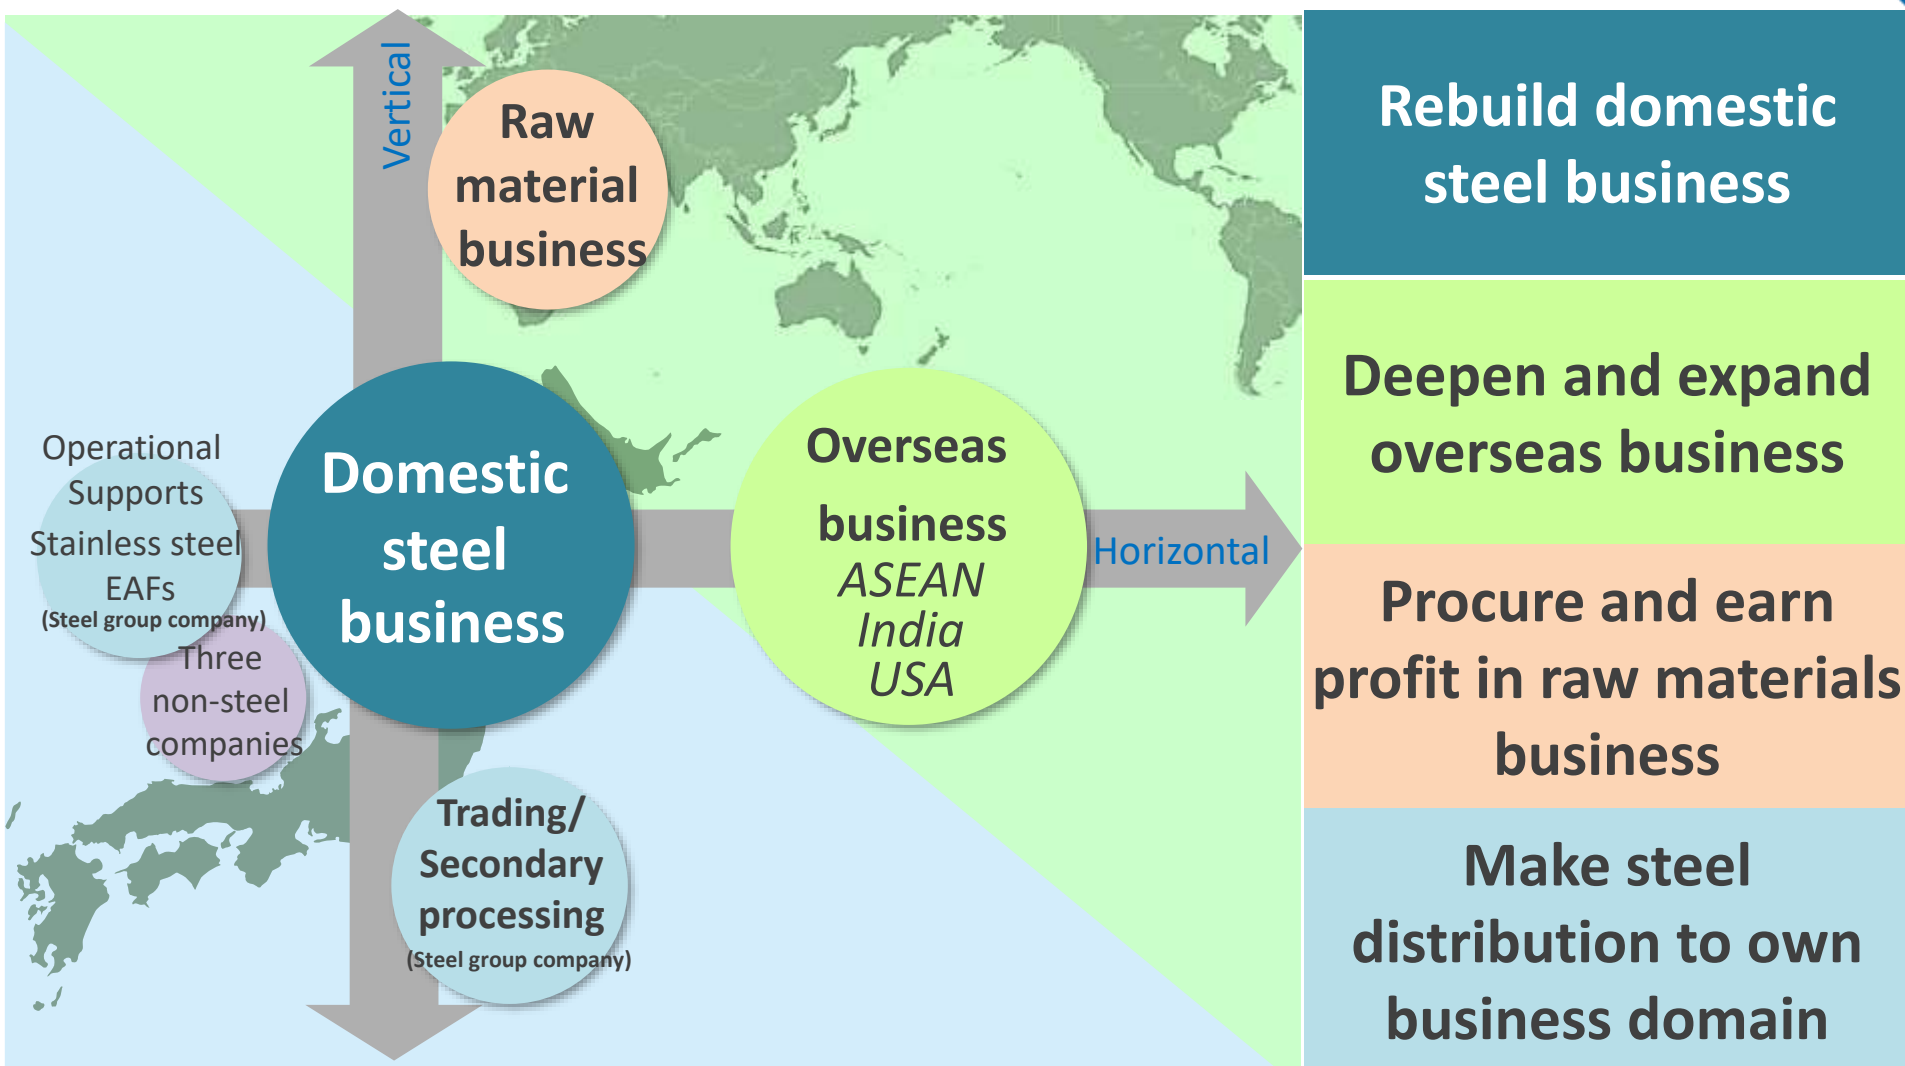 Vertical
Raw
material
business
Operational
Supports
Stainless steel
EAFs
(Steel group company)
Three
non-steel
companies
Domestic
steel
business
Overseas
business
ASEAN
India
USA
Horizontal
Trading/
Secondary
processing
(Steel group company)
Rebuild domestic
steel business
Deepen and expand
overseas business
Procure and earn
profit in raw materials
business
Make steel
distribution to own
business domain